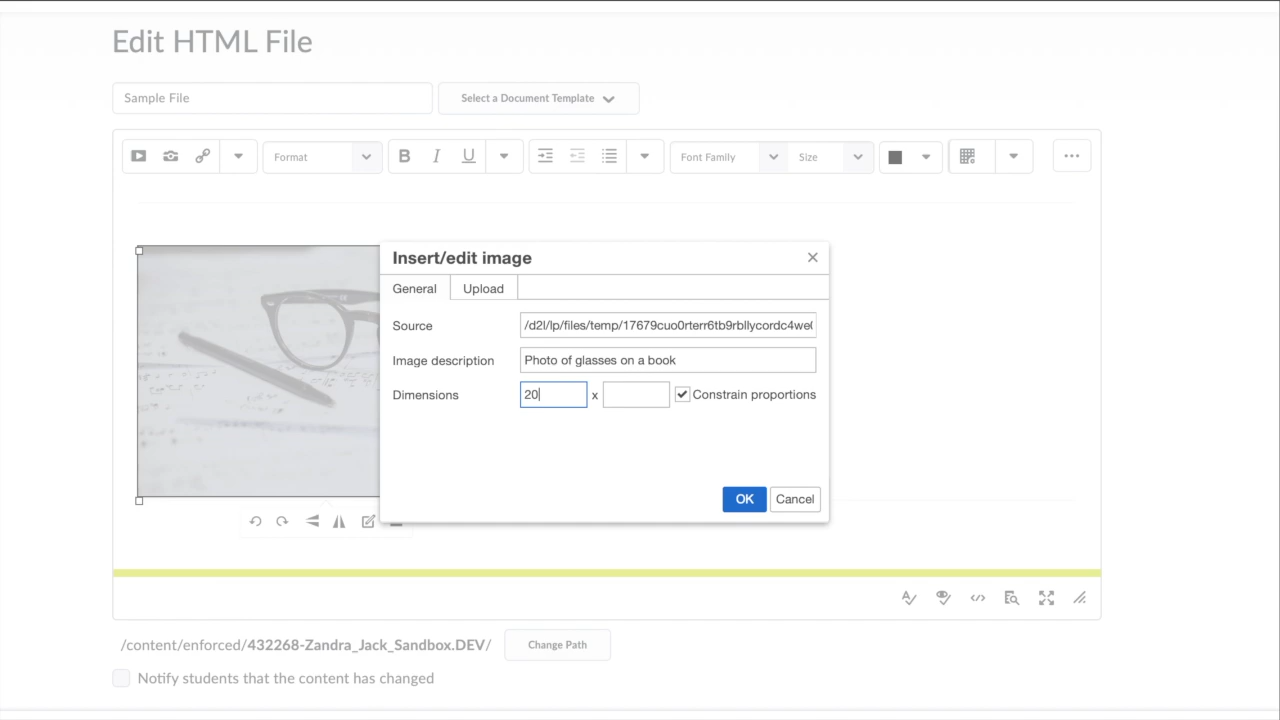 Edit HTML File
Sample File
Select a Document Template
Format
B I U
Font Family
Size
Insert/edit image
General
Upload
Source
/d2l/lp/files/temp/17679cuo0rterr6tb9rbllycordc4we
Image description
Photo of glasses on a book
Dimensions
20
x
Constrain proportions
OK
Cancel
/content/enforced/432268-Zandra_Jack_Sandbox.DEV/
Change Path
Notify students that the content has changed